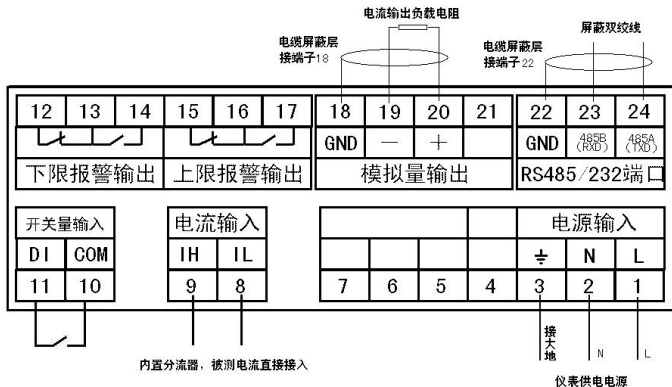 电流输出负载电阻
电缆屏蔽层
接端子18
电缆屏蔽层
接端子22
屏蔽双绞线
12 13 14 15 16 17 18 19 20 21 22 23 24
GND — + GND 485B (RXD) 485A (TXD)
下限报警输出 上限报警输出 模拟量输出 RS485/232端口
开关量输入 电流输入 电源输入
DI COM IH IL ⏚ N L
11 10 9 8 7 6 5 4 3 2 1
接大地 N L
内置分流器，被测电流直接接入
仪表供电电源